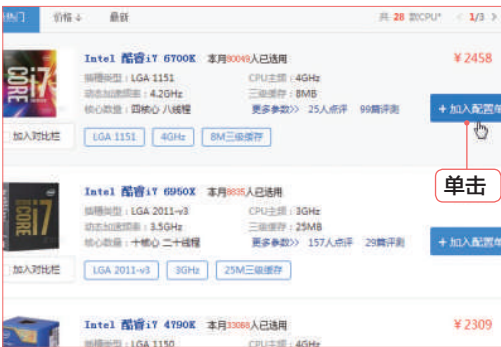 热门 价格↓ 最新 共 28 款CPU* < 1/3 >
Intel 酷睿i7 6700K 本月80049人已选用 ¥2458
插槽类型：LGA 1151 CPU主频：4GHz
动态加速频率：4.2GHz 三级缓存：8MB
核心数量：四核心 八线程 更多参数>> 25人点评 99篇评测
+加入配置单
加入对比栏 LGA 1151 4GHz 8M三级缓存
单击
Intel 酷睿i7 6950X 本月8835人已选用
插槽类型：LGA 2011-v3 CPU主频：3GHz
动态加速频率：3.5GHz 三级缓存：25MB
核心数量：十核心 二十线程 更多参数>> 157人点评 29篇评测
+加入配置单
加入对比栏 LGA 2011-v3 3GHz 25M三级缓存
Intel 酷睿i7 4790K 本月33088人已选用 ¥2309
插槽类型：LGA 1150 CPU主频：4GHz